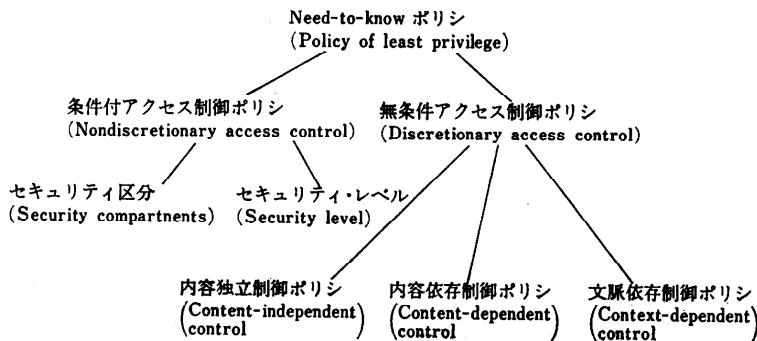 Need-to-know ポリシ
(Policy of least privilege)
条件付アクセス制御ポリシ
(Nondiscretionary access control)
無条件アクセス制御ポリシ
(Discretionary access control)
セキュリティ区分
(Security compartnents)
セキュリティ・レベル
(Security level)
内容独立制御ポリシ
(Content-independent
control)
内容依存制御ポリシ
(Content-dependent
control)
文脈依存制御ポリシ
(Context-dependent
control)